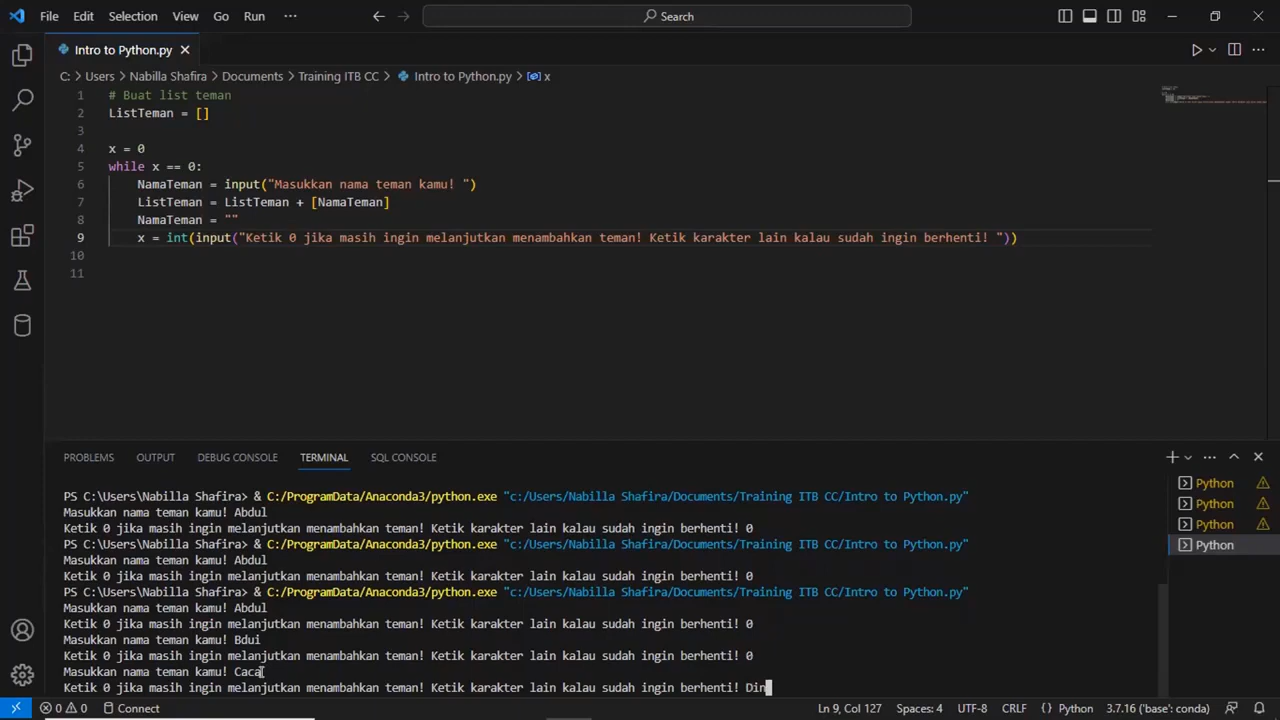 File Edit Selection View Go Run ··· Search
Intro to Python.py
C: > Users > Nabilla Shafira > Documents > Training ITB CC > Intro to Python.py > x
1 # Buat list teman
2 ListTeman = []
3
4 x = 0
5 while x == 0:
6 NamaTeman = input("Masukkan nama teman kamu! ")
7 ListTeman = ListTeman + [NamaTeman]
8 NamaTeman = ""
9 x = int(input("Ketik 0 jika masih ingin melanjutkan menambahkan teman! Ketik karakter lain kalau sudah ingin berhenti! "))
10
11
PROBLEMS OUTPUT DEBUG CONSOLE TERMINAL SQL CONSOLE
PS C:\Users\Nabilla Shafira> & C:/ProgramData/Anaconda3/python.exe "c:/Users/Nabilla Shafira/Documents/Training ITB CC/Intro to Python.py"
Masukkan nama teman kamu! Abdul
Ketik 0 jika masih ingin melanjutkan menambahkan teman! Ketik karakter lain kalau sudah ingin berhenti! 0
PS C:\Users\Nabilla Shafira> & C:/ProgramData/Anaconda3/python.exe "c:/Users/Nabilla Shafira/Documents/Training ITB CC/Intro to Python.py"
Masukkan nama teman kamu! Abdul
Ketik 0 jika masih ingin melanjutkan menambahkan teman! Ketik karakter lain kalau sudah ingin berhenti! 0
PS C:\Users\Nabilla Shafira> & C:/ProgramData/Anaconda3/python.exe "c:/Users/Nabilla Shafira/Documents/Training ITB CC/Intro to Python.py"
Masukkan nama teman kamu! Abdul
Ketik 0 jika masih ingin melanjutkan menambahkan teman! Ketik karakter lain kalau sudah ingin berhenti! 0
Masukkan nama teman kamu! Bdui
Ketik 0 jika masih ingin melanjutkan menambahkan teman! Ketik karakter lain kalau sudah ingin berhenti! 0
Masukkan nama teman kamu! Caca
Ketik 0 jika masih ingin melanjutkan menambahkan teman! Ketik karakter lain kalau sudah ingin berhenti! Din
Python
Python
Python
Python
0 0 Connect Ln 9, Col 127 Spaces: 4 UTF-8 CRLF {} Python 3.7.16 ('base': conda)